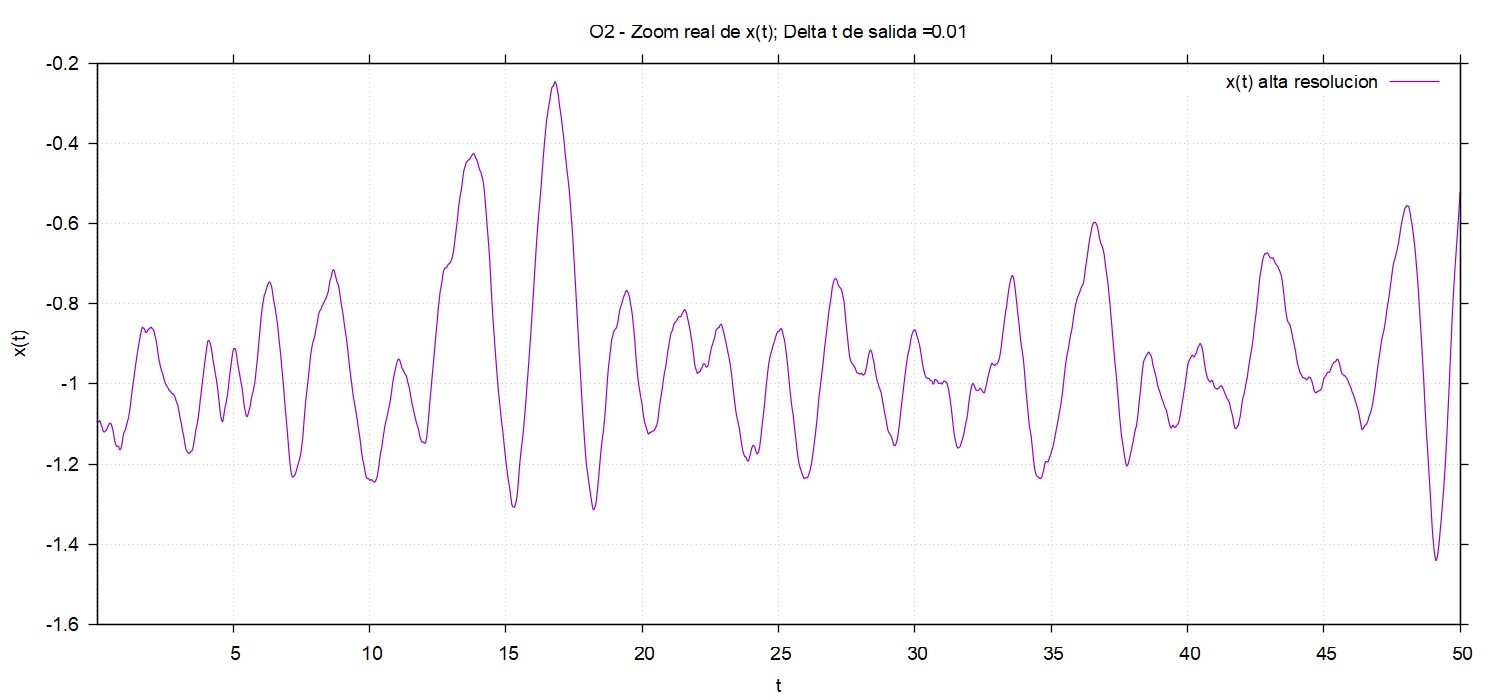 O2 - Zoom real de x(t); Delta t de salida =0.01
x(t) alta resolucion
-0.2
-0.4
-0.6
-0.8
-1
-1.2
-1.4
-1.6
x(t)
5 10 15 20 25 30 35 40 45 50
t